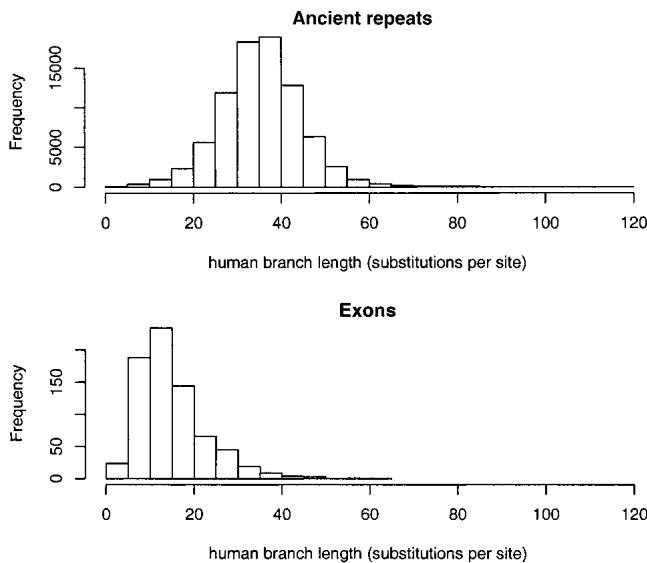 Ancient repeats
Frequency
0 5000 15000
0 20 40 60 80 100 120
human branch length (substitutions per site)
Exons
Frequency
0 50 150
0 20 40 60 80 100 120
human branch length (substitutions per site)